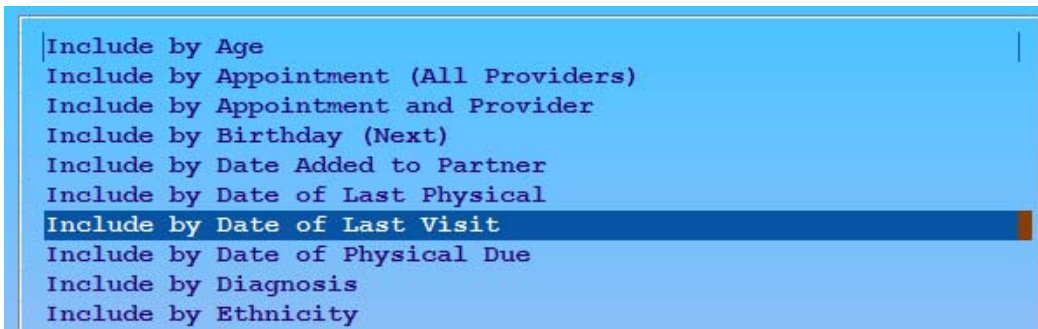 Include by Age
Include by Appointment (All Providers)
Include by Appointment and Provider
Include by Birthday (Next)
Include by Date Added to Partner
Include by Date of Last Physical
Include by Date of Last Visit
Include by Date of Physical Due
Include by Diagnosis
Include by Ethnicity